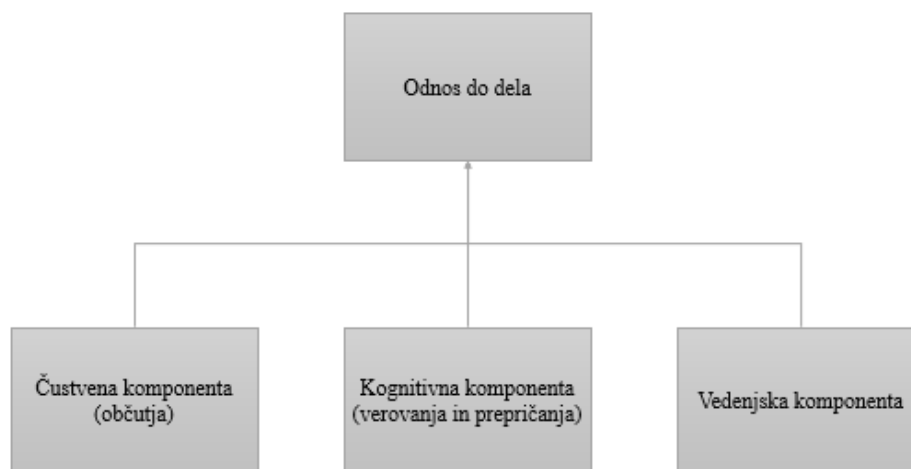 Odnos do dela
Čustvena komponenta
(občutja)
Kognitivna komponenta
(verovanja in prepričanja)
Vedenjska komponenta